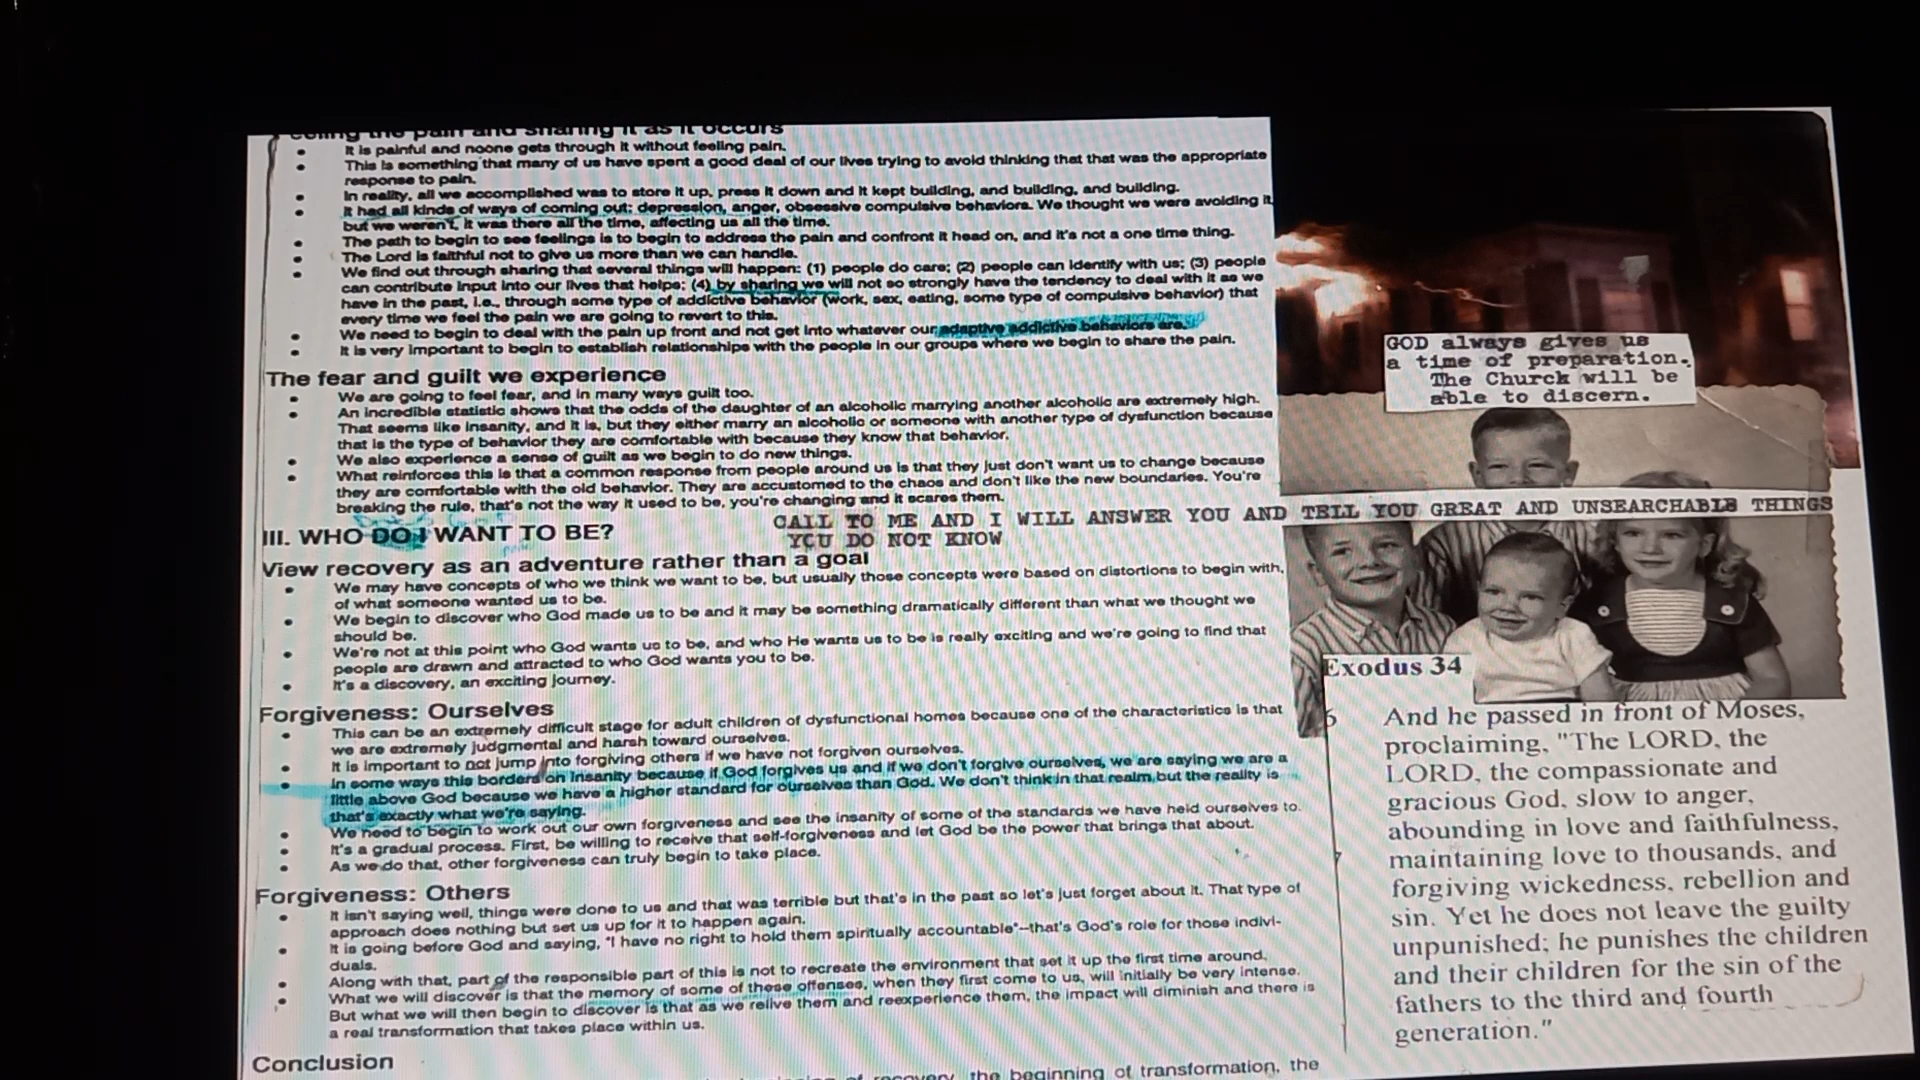 Feeling the pain and sharing it as it occurs
• It is painful and noone gets through it without feeling pain.
• This is something that many of us have spent a good deal of our lives trying to avoid thinking that that was the appropriate
response to pain.
• In reality, all we accomplished was to store it up, press it down and it kept building, and building, and building.
• It had all kinds of ways of coming out: depression, anger, obsessive compulsive behaviors. We thought we were avoiding it,
but we weren't, it was there all the time, affecting us all the time.
• The path to begin to see feelings is to begin to address the pain and confront it head on, and it's not a one time thing.
• The Lord is faithful not to give us more than we can handle.
• We find out through sharing that several things will happen: (1) people do care; (2) people can identify with us; (3) people
can contribute input into our lives that helps; (4) by sharing we will not so strongly have the tendency to deal with it as we
have in the past, i.e., through some type of addictive behavior (work, sex, eating, some type of compulsive behavior) that
every time we feel the pain we are going to revert to this.
• We need to begin to deal with the pain up front and not get into whatever our adaptive addictive behaviors are.
• It is very important to begin to establish relationships with the people in our groups where we begin to share the pain.
The fear and guilt we experience
• We are going to feel fear, and in many ways guilt too.
• An incredible statistic shows that the odds of the daughter of an alcoholic marrying another alcoholic are extremely high.
That seems like insanity, and it is, but they either marry an alcoholic or someone with another type of dysfunction because
that is the type of behavior they are comfortable with because they know that behavior.
• We also experience a sense of guilt as we begin to do new things.
• What reinforces this is that a common response from people around us is that they just don't want us to change because
they are comfortable with the old behavior. They are accustomed to the chaos and don't like the new boundaries. You're
breaking the rule, that's not the way it used to be, you're changing and it scares them.
III. WHO DO I WANT TO BE?
View recovery as an adventure rather than a goal
• We may have concepts of who we think we want to be, but usually those concepts were based on distortions to begin with,
of what someone wanted us to be.
• We begin to discover who God made us to be and it may be something dramatically different than what we thought we
should be.
• We're not at this point who God wants us to be, and who He wants us to be is really exciting and we're going to find that
people are drawn and attracted to who God wants you to be.
• It's a discovery, an exciting journey.
Forgiveness: Ourselves
• This can be an extremely difficult stage for adult children of dysfunctional homes because one of the characteristics is that
we are extremely judgmental and harsh toward ourselves.
• It is important to not jump into forgiving others if we have not forgiven ourselves.
• In some ways this borders on insanity because if God forgives us and if we don't forgive ourselves, we are saying we are a
little above God because we have a higher standard for ourselves than God. We don't think in that realm but the reality is
that's exactly what we're saying.
• We need to begin to work out our own forgiveness and see the insanity of some of the standards we have held ourselves to.
• It's a gradual process. First, be willing to receive that self-forgiveness and let God be the power that brings that about.
• As we do that, other forgiveness can truly begin to take place.
Forgiveness: Others
• It isn't saying well, things were done to us and that was terrible but that's in the past so let's just forget about it. That type of
approach does nothing but set us up for it to happen again.
• It is going before God and saying, "I have no right to hold them spiritually accountable"--that's God's role for those indivi-
duals.
• Along with that, part of the responsible part of this is not to recreate the environment that set it up the first time around.
• What we will discover is that the memory of some of these offenses, when they first come to us, will initially be very intense.
But what we will then begin to discover is that as we relive them and reexperience them, the impact will diminish and there is
a real transformation that takes place within us.
Conclusion
of recovery, the beginning of transformation, the
GOD always gives us
a time of preparation.
The Church will be
able to discern.
CALL TO ME AND I WILL ANSWER YOU AND TELL YOU GREAT AND UNSEARCHABLE THINGS
YOU DO NOT KNOW
Exodus 34
6 And he passed in front of Moses,
proclaiming, "The LORD, the
LORD, the compassionate and
gracious God, slow to anger,
abounding in love and faithfulness,
7 maintaining love to thousands, and
forgiving wickedness, rebellion and
sin. Yet he does not leave the guilty
unpunished; he punishes the children
and their children for the sin of the
fathers to the third and fourth
generation."